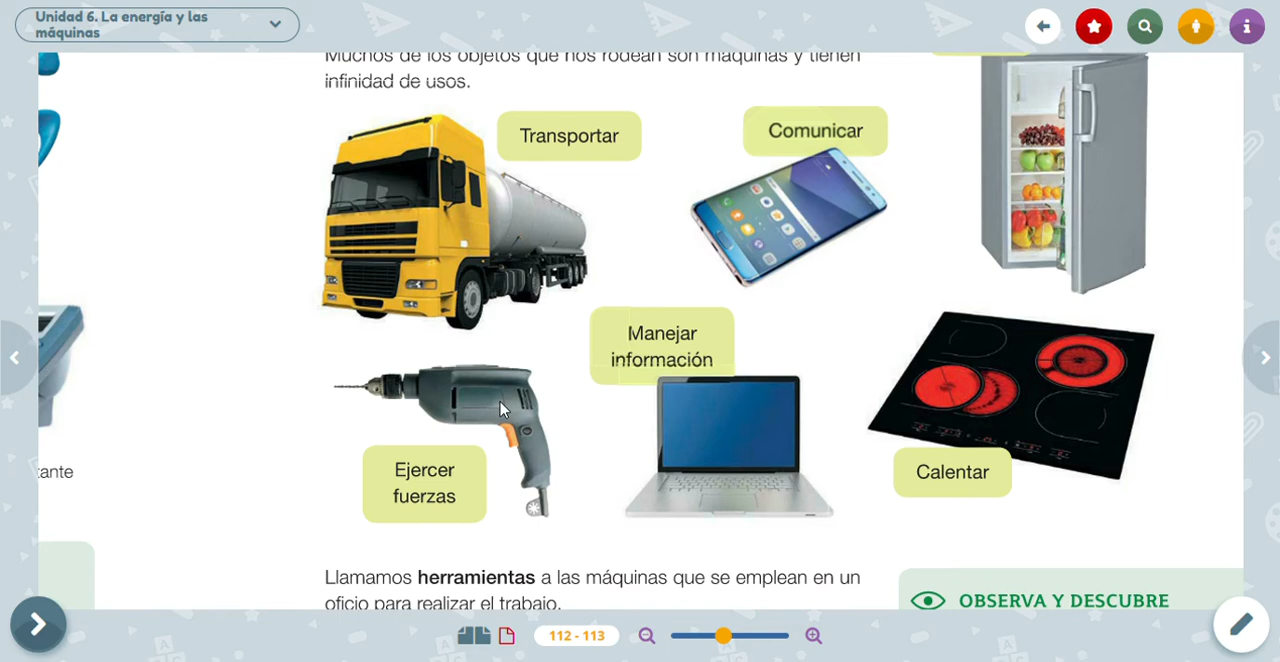 Unidad 6. La energía y las
máquinas
Muchos de los objetos que nos rodean son máquinas y tienen
infinidad de usos.
Transportar
Comunicar
Manejar
información
Ejercer
fuerzas
Calentar
tante
Llamamos herramientas a las máquinas que se emplean en un
oficio para realizar el trabajo.
OBSERVA Y DESCUBRE
112 - 113